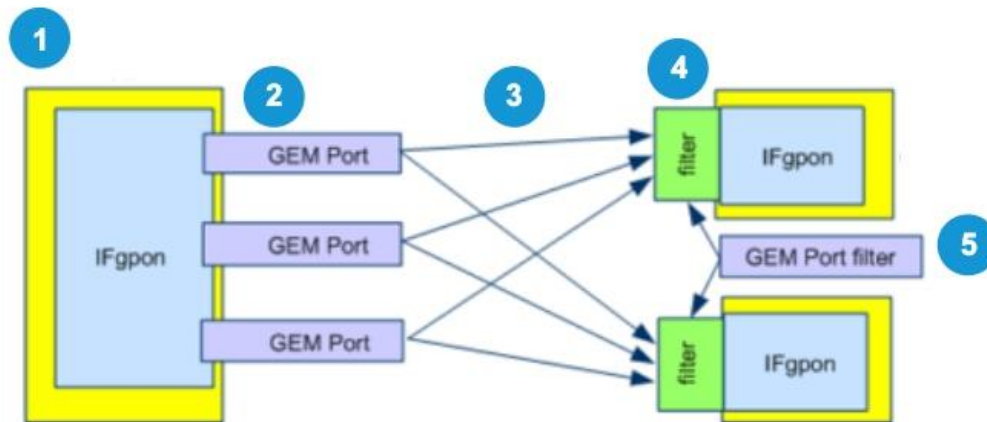 1
2
3
4
GEM Port
filter
IFgpon
IFgpon
GEM Port
GEM Port filter
5
GEM Port
filter
IFgpon